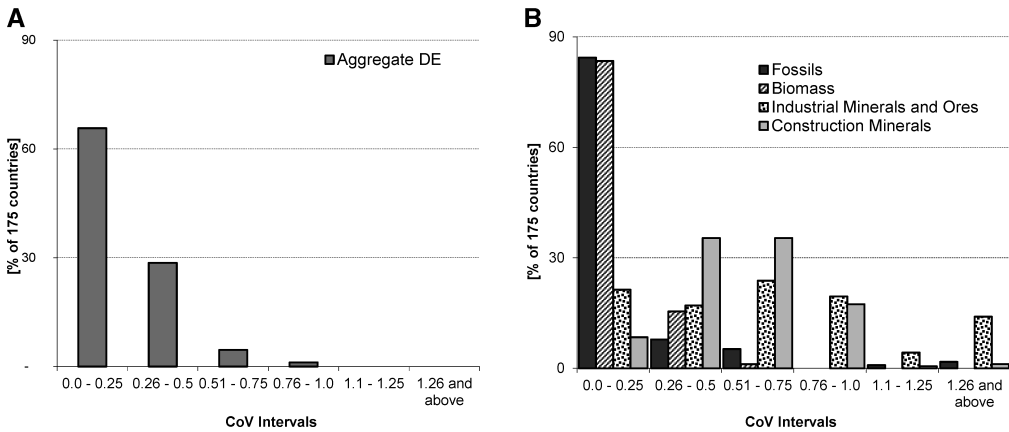 A
90
60
30
-
[% of 175 countries]
Aggregate DE
0.0 - 0.25 0.26 - 0.5 0.51 - 0.75 0.76 - 1.0 1.1 - 1.25 1.26 and
above
CoV Intervals
B
90
60
30
0
[% of 175 countries]
Fossils
Biomass
Industrial Minerals and Ores
Construction Minerals
0.0 - 0.25 0.26 - 0.5 0.51 - 0.75 0.76 - 1.0 1.1 - 1.25 1.26 and
above
CoV Intervals